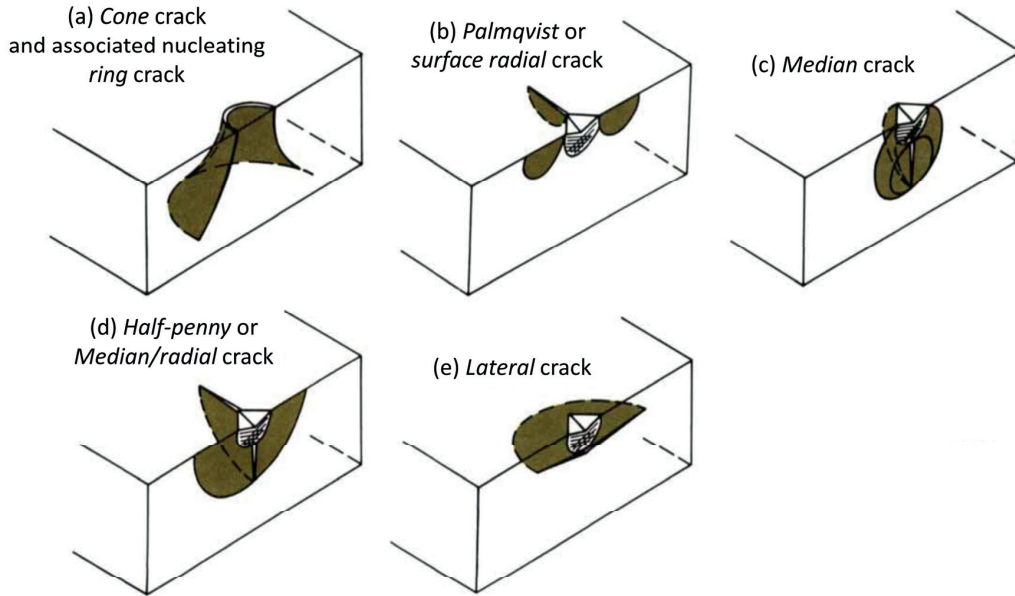 (a) Cone crack
and associated nucleating
ring crack
(b) Palmqvist or
surface radial crack
(c) Median crack
(d) Half-penny or
Median/radial crack
(e) Lateral crack